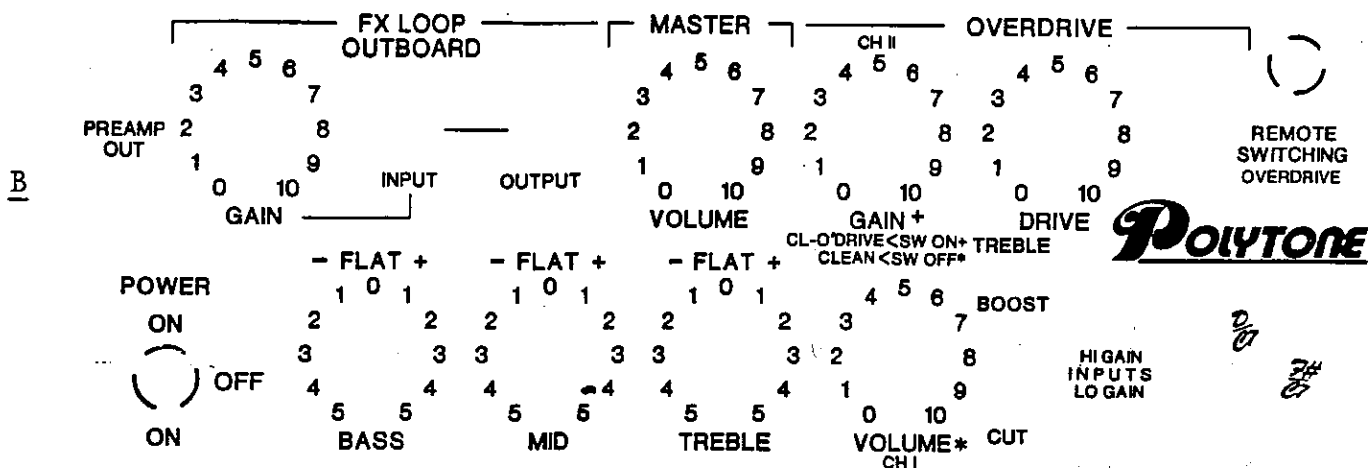 FX LOOP
OUTBOARD
MASTER
OVERDRIVE
CH II
0 1 2 3 4 5 6 7 8 9 10
0 1 2 3 4 5 6 7 8 9 10
0 1 2 3 4 5 6 7 8 9 10
0 1 2 3 4 5 6 7 8 9 10
PREAMP
OUT
INPUT
OUTPUT
REMOTE
SWITCHING
OVERDRIVE
B
GAIN
VOLUME
GAIN +
DRIVE
CL-O'DRIVE<SW ON+
CLEAN<SW OFF*
TREBLE
BOOST
CUT
POLYTONE
POWER
ON
OFF
ON
- FLAT +
5 4 3 2 1 0 1 2 3 4 5
BASS
- FLAT +
5 4 3 2 1 0 1 2 3 4 5
MID
- FLAT +
5 4 3 2 1 0 1 2 3 4 5
TREBLE
0 1 2 3 4 5 6 7 8 9 10
VOLUME*
CH I
HI GAIN
INPUTS
LO GAIN